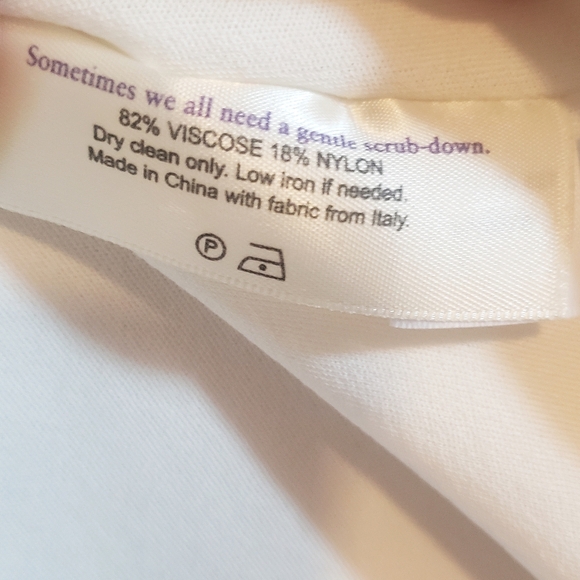 Sometimes we all need a gentle scrub-down.
82% VISCOSE 18% NYLON
Dry clean only. Low iron if needed.
Made in China with fabric from Italy.
P